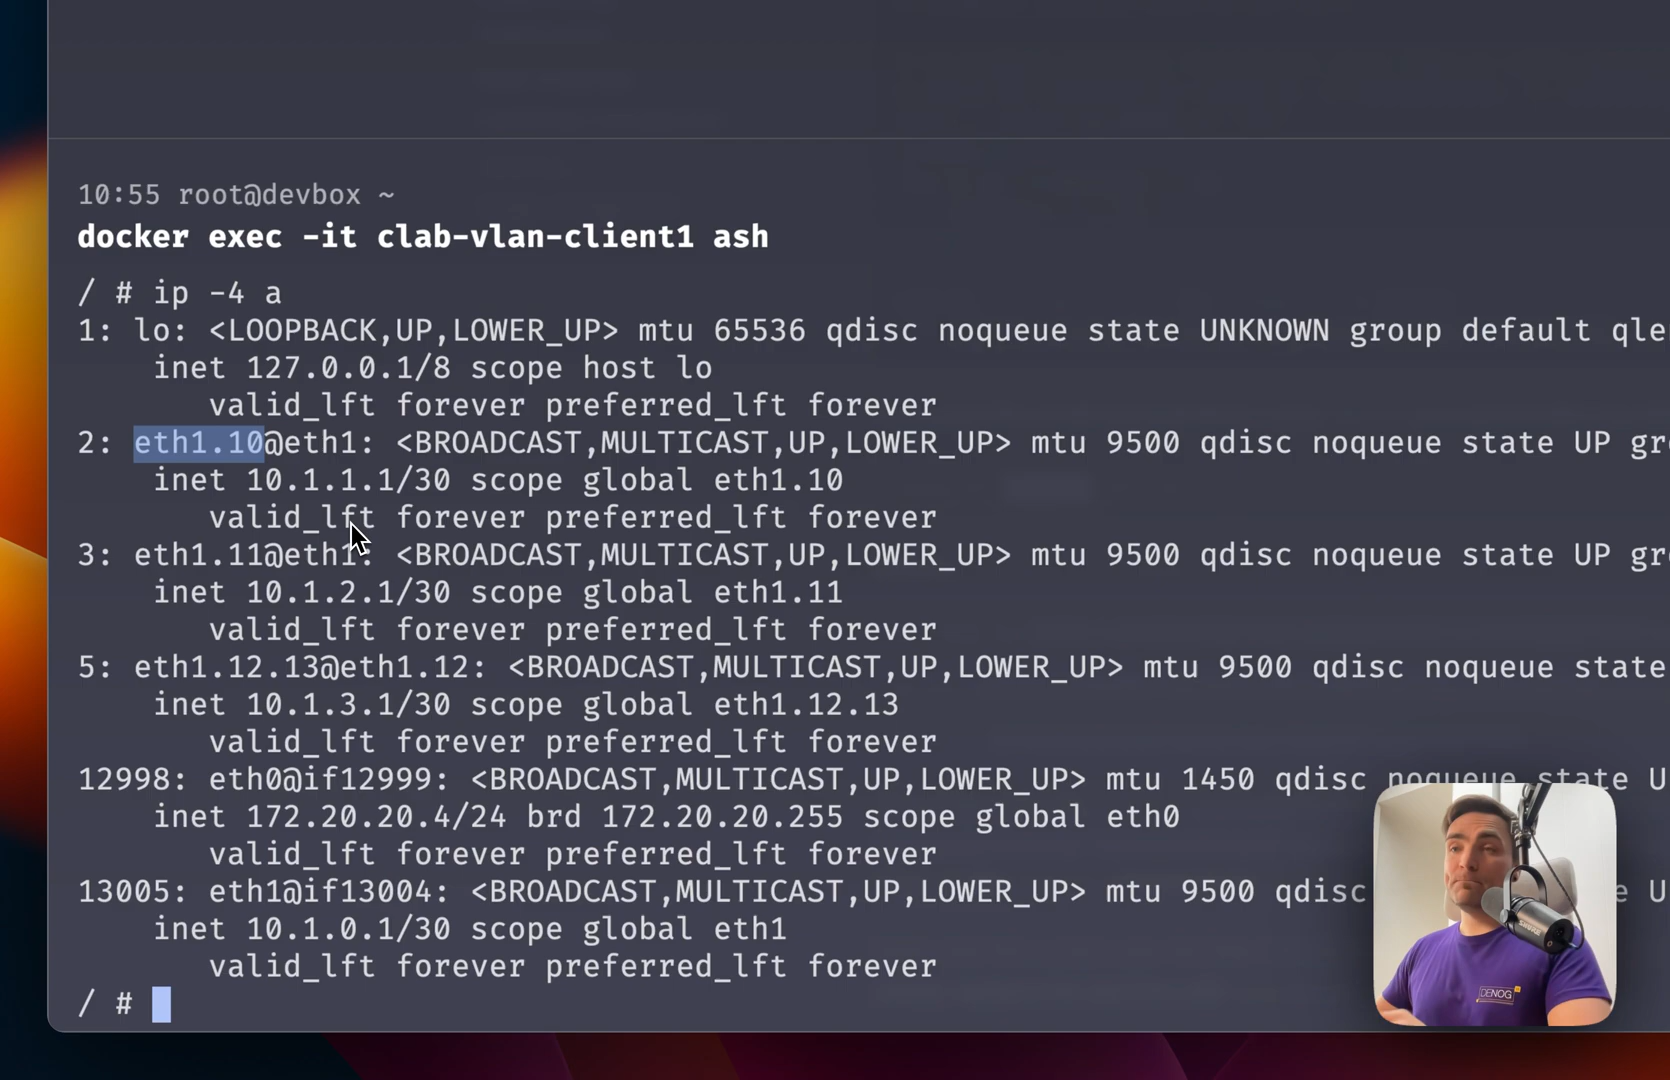 10:55 root@devbox ~
docker exec -it clab-vlan-client1 ash
/ # ip -4 a
1: lo: <LOOPBACK,UP,LOWER_UP> mtu 65536 qdisc noqueue state UNKNOWN group default qle
inet 127.0.0.1/8 scope host lo
valid_lft forever preferred_lft forever
2: eth1.10@eth1: <BROADCAST,MULTICAST,UP,LOWER_UP> mtu 9500 qdisc noqueue state UP gr
inet 10.1.1.1/30 scope global eth1.10
valid_lft forever preferred_lft forever
3: eth1.11@eth1: <BROADCAST,MULTICAST,UP,LOWER_UP> mtu 9500 qdisc noqueue state UP gr
inet 10.1.2.1/30 scope global eth1.11
valid_lft forever preferred_lft forever
5: eth1.12.13@eth1.12: <BROADCAST,MULTICAST,UP,LOWER_UP> mtu 9500 qdisc noqueue state
inet 10.1.3.1/30 scope global eth1.12.13
valid_lft forever preferred_lft forever
12998: eth0@if12999: <BROADCAST,MULTICAST,UP,LOWER_UP> mtu 1450 qdisc noqueue state U
inet 172.20.20.4/24 brd 172.20.20.255 scope global eth0
valid_lft forever preferred_lft forever
13005: eth1@if13004: <BROADCAST,MULTICAST,UP,LOWER_UP> mtu 9500 qdisc e U
inet 10.1.0.1/30 scope global eth1
valid_lft forever preferred_lft forever
/ #
DENOG